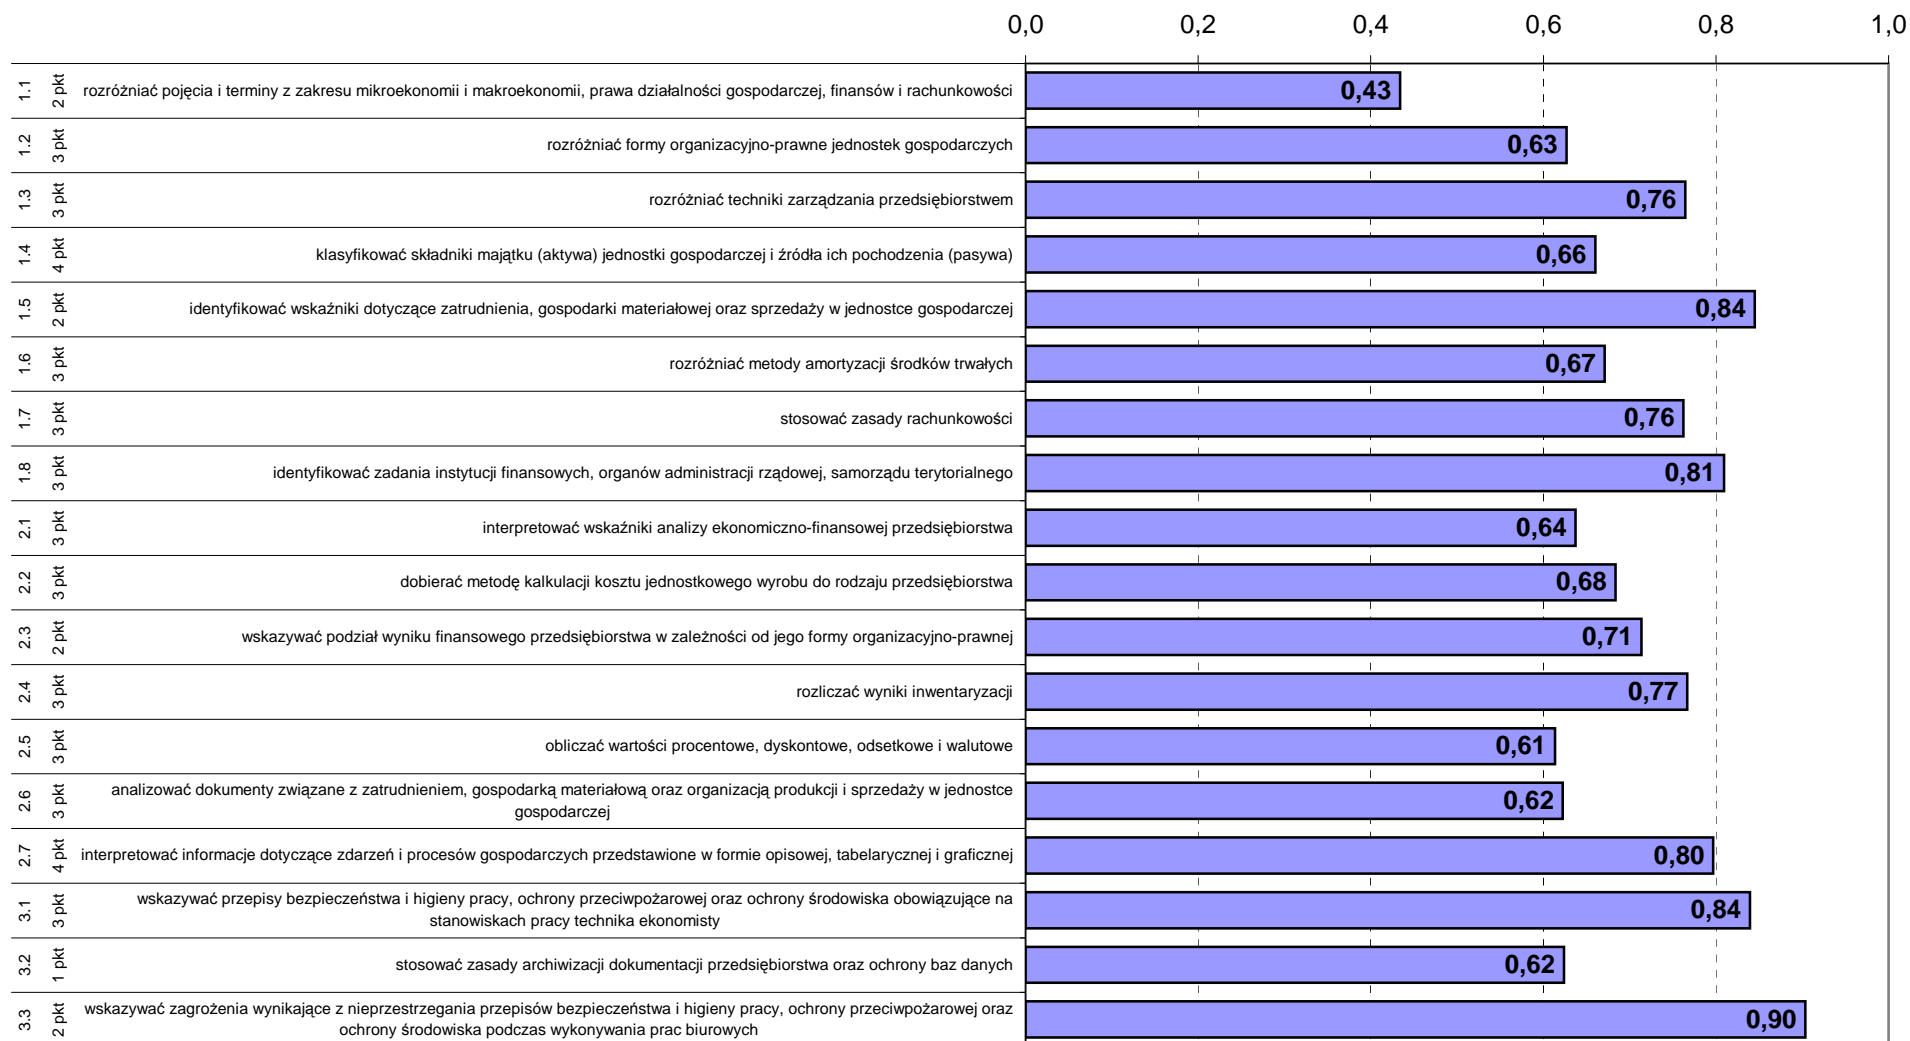 0,0 0,2 0,4 0,6 0,8 1,0
1.1 2 pkt rozróżniać pojęcia i terminy z zakresu mikroekonomii i makroekonomii, prawa działalności gospodarczej, finansów i rachunkowości 0,43
1.2 3 pkt rozróżniać formy organizacyjno-prawne jednostek gospodarczych 0,63
1.3 3 pkt rozróżniać techniki zarządzania przedsiębiorstwem 0,76
1.4 4 pkt klasyfikować składniki majątku (aktywa) jednostki gospodarczej i źródła ich pochodzenia (pasywa) 0,66
1.5 2 pkt identyfikować wskaźniki dotyczące zatrudnienia, gospodarki materiałowej oraz sprzedaży w jednostce gospodarczej 0,84
1.6 3 pkt rozróżniać metody amortyzacji środków trwałych 0,67
1.7 3 pkt stosować zasady rachunkowości 0,76
1.8 3 pkt identyfikować zadania instytucji finansowych, organów administracji rządowej, samorządu terytorialnego 0,81
2.1 3 pkt interpretować wskaźniki analizy ekonomiczno-finansowej przedsiębiorstwa 0,64
2.2 3 pkt dobierać metodę kalkulacji kosztu jednostkowego wyrobu do rodzaju przedsiębiorstwa 0,68
2.3 2 pkt wskazywać podział wyniku finansowego przedsiębiorstwa w zależności od jego formy organizacyjno-prawnej 0,71
2.4 3 pkt rozliczać wyniki inwentaryzacji 0,77
2.5 3 pkt obliczać wartości procentowe, dyskontowe, odsetkowe i walutowe 0,61
2.6 3 pkt analizować dokumenty związane z zatrudnieniem, gospodarką materiałową oraz organizacją produkcji i sprzedaży w jednostce
gospodarczej 0,62
2.7 4 pkt interpretować informacje dotyczące zdarzeń i procesów gospodarczych przedstawione w formie opisowej, tabelarycznej i graficznej 0,80
3.1 3 pkt wskazywać przepisy bezpieczeństwa i higieny pracy, ochrony przeciwpożarowej oraz ochrony środowiska obowiązujące na
stanowiskach pracy technika ekonomisty 0,84
3.2 1 pkt stosować zasady archiwizacji dokumentacji przedsiębiorstwa oraz ochrony baz danych 0,62
3.3 2 pkt wskazywać zagrożenia wynikające z nieprzestrzegania przepisów bezpieczeństwa i higieny pracy, ochrony przeciwpożarowej oraz
ochrony środowiska podczas wykonywania prac biurowych 0,90